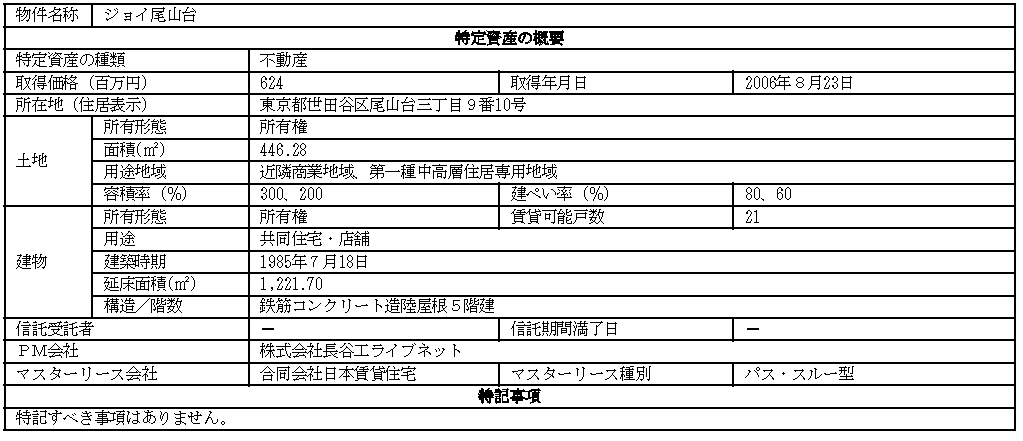 物件名称 ジョイ尾山台
特定資産の概要
特定資産の種類 不動産
取得価格（百万円） 624 取得年月日 2006年８月23日
所在地（住居表示） 東京都世田谷区尾山台三丁目９番10号
土地
所有形態 所有権
面積(㎡) 446.28
用途地域 近隣商業地域、第一種中高層住居専用地域
容積率（%） 300、200 建ぺい率（%） 80、60
建物
所有形態 所有権 賃貸可能戸数 21
用途 共同住宅・店舗
建築時期 1985年７月18日
延床面積(㎡) 1,221.70
構造／階数 鉄筋コンクリート造陸屋根５階建
信託受託者 － 信託期間満了日 －
ＰＭ会社 株式会社長谷工ライブネット
マスターリース会社 合同会社日本賃貸住宅 マスターリース種別 パス・スルー型
特記事項
特記すべき事項はありません。